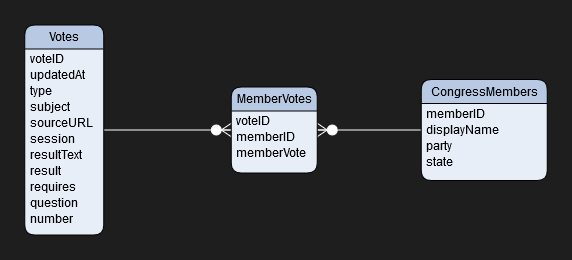 Votes
voteID
updatedAt
type
subject
sourceURL
session
resultText
result
requires
question
number
MemberVotes
voteID
memberID
memberVote
CongressMembers
memberID
displayName
party
state